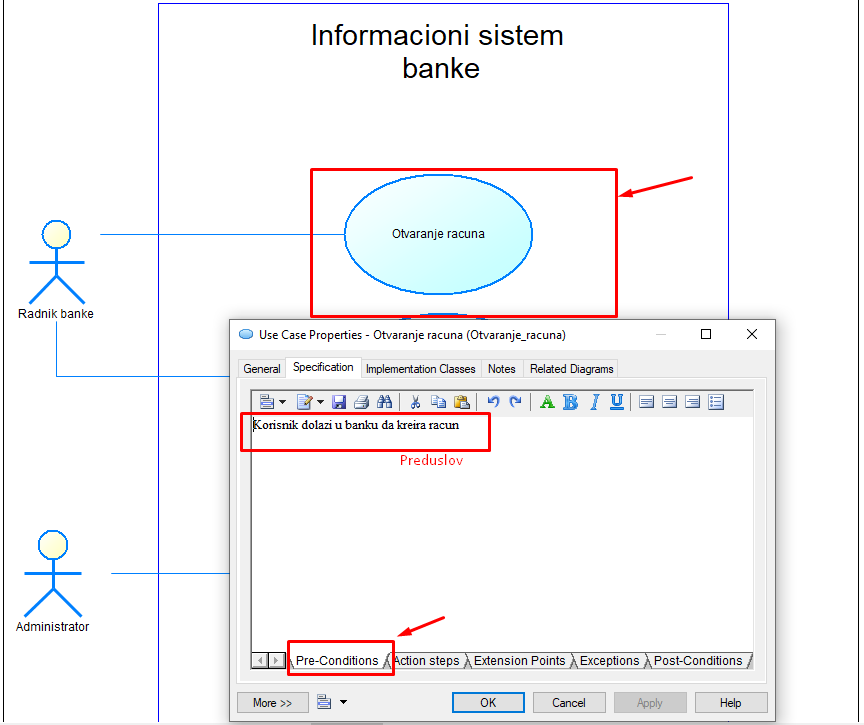 Informacioni sistem
banke
Otvaranje racuna
Radnik banke
Administrator
Use Case Properties - Otvaranje racuna (Otvaranje_racuna)
General Specification Implementation Classes Notes Related Diagrams
A B I U
Korisnik dolazi u banku da kreira racun
Preduslov
Pre-Conditions Action steps Extension Points Exceptions Post-Conditions
More >> OK Cancel Apply Help